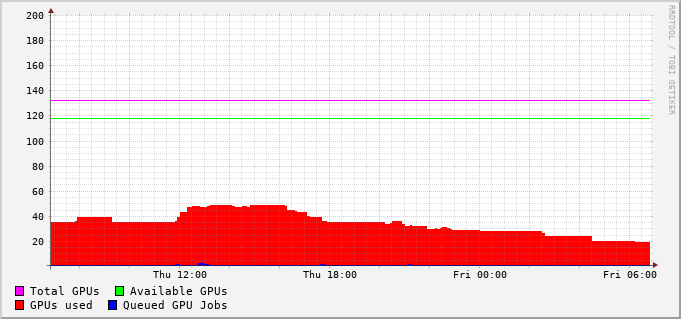 RRDTOOL / TOBI OETIKER
200
180
160
140
120
100
80
60
40
20
Thu 12:00 Thu 18:00 Fri 00:00 Fri 06:00
Total GPUs Available GPUs
GPUs used Queued GPU Jobs